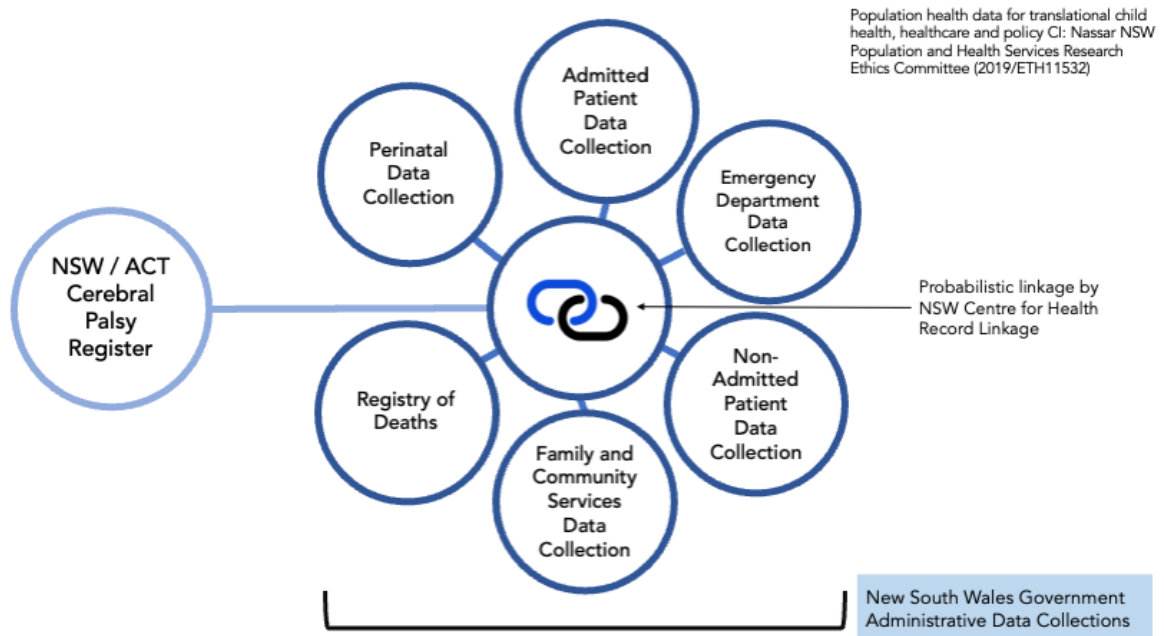 Population health data for translational child
health, healthcare and policy CI: Nassar NSW
Population and Health Services Research
Ethics Committee (2019/ETH11532)
Admitted
Patient
Data
Collection
Perinatal
Data
Collection
Emergency
Department
Data
Collection
NSW / ACT
Cerebral
Palsy
Register
Probabilistic linkage by
NSW Centre for Health
Record Linkage
Non-
Admitted
Patient
Data
Collection
Registry of
Deaths
Family and
Community
Services
Data
Collection
New South Wales Government
Administrative Data Collections